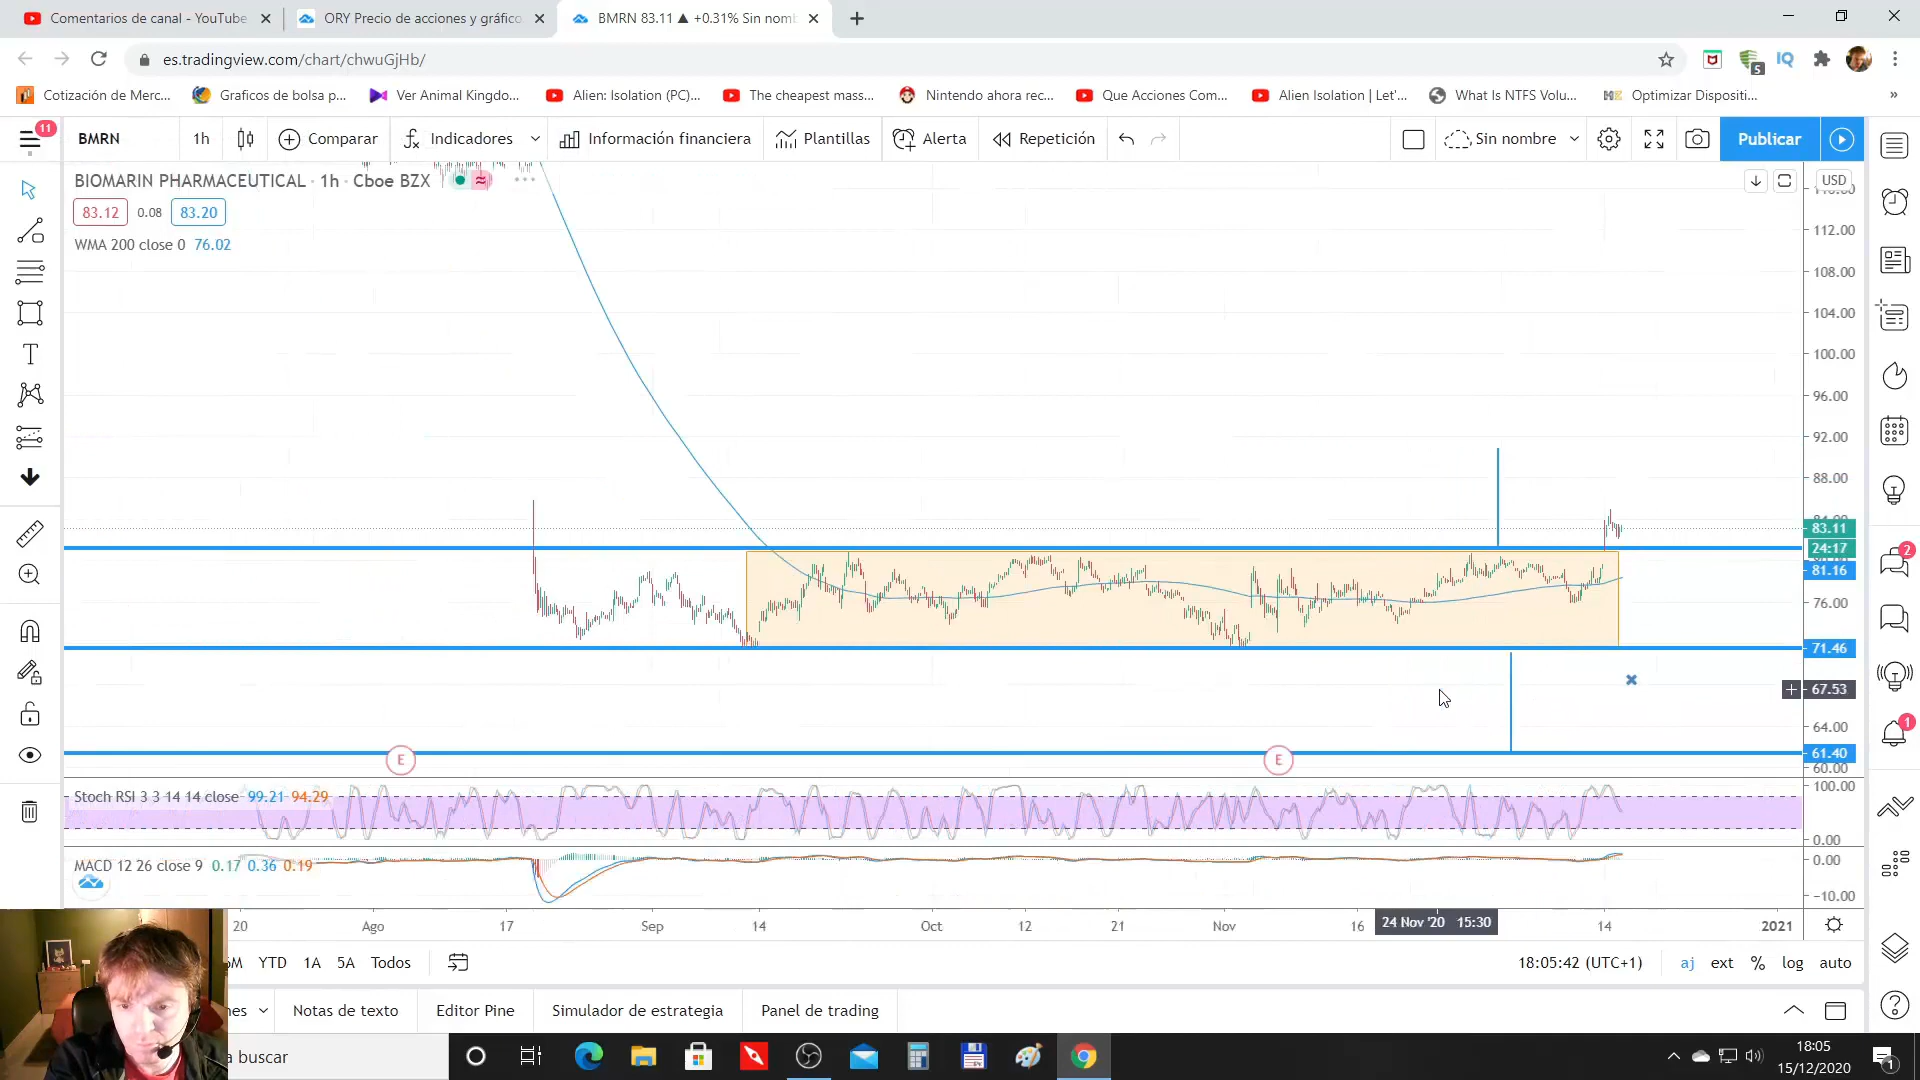 Comentarios de canal - YouTube
ORY Precio de acciones y gráfico
BMRN 83.11 ▲ +0.31% Sin nom
es.tradingview.com/chart/chwuGjHb/
5
IQ
Cotización de Merc...
Graficos de bolsa p...
Ver Animal Kingdo...
Alien: Isolation (PC)...
The cheapest mass...
Nintendo ahora rec...
Que Acciones Com...
Alien Isolation | Let'...
What Is NTFS Volu...
Optimizar Dispositi...
»
11
BMRN
1h
Comparar
Indicadores
Información financiera
Plantillas
Alerta
Repetición
Sin nombre
Publicar
BIOMARIN PHARMACEUTICAL · 1h · Cboe BZX
USD
83.12
0.08
83.20
WMA 200 close 0 76.02
112.00
108.00
104.00
100.00
96.00
92.00
88.00
83.11
24:17
81.16
76.00
71.46
67.53
64.00
61.40
60.00
E
E
2
1
Stoch RSI 3 3 14 14 close 99.21 94.29
100.00
0.00
MACD 12 26 close 9 0.17 0.36 0.19
0.00
−10.00
20
Ago
17
Sep
14
Oct
12
21
Nov
16
24 Nov '20 15:30
14
2021
YTD
1A
5A
Todos
18:05:42 (UTC+1)
aj
ext
%
log
auto
nes
Notas de texto
Editor Pine
Simulador de estrategia
Panel de trading
a buscar
18:05
15/12/2020
1